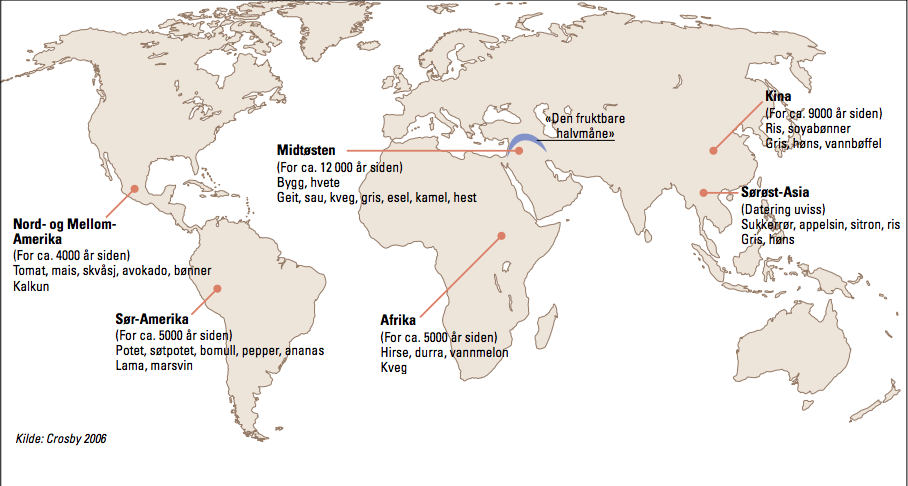 Kina
(For ca. 9000 år siden)
Ris, soyabønner
Gris, høns, vannbøffel
«Den fruktbare
halvmåne»
Midtøsten
(For ca. 12 000 år siden)
Bygg, hvete
Geit, sau, kveg, gris, esel, kamel, hest
Sørøst-Asia
(Datering uviss)
Sukkerrør, appelsin, sitron, ris
Gris, høns
Nord- og Mellom-
Amerika
(For ca. 4000 år siden)
Tomat, mais, skvåsj, avokado, bønner
Kalkun
Sør-Amerika
(For ca. 5000 år siden)
Potet, søtpotet, bomull, pepper, ananas
Lama, marsvin
Afrika
(For ca. 5000 år siden)
Hirse, durra, vannmelon
Kveg
Kilde: Crosby 2006